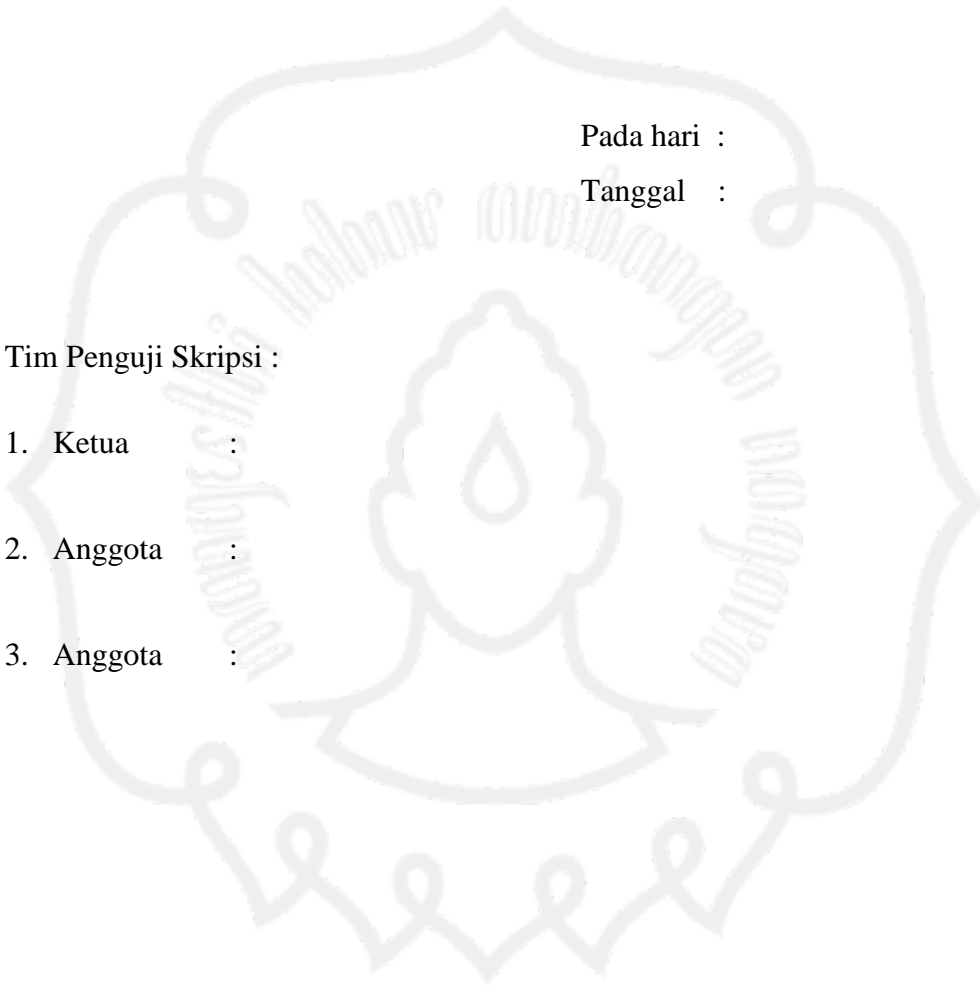 Pada hari :
Tanggal :
Tim Penguji Skripsi :
1. Ketua :
2. Anggota :
3. Anggota :